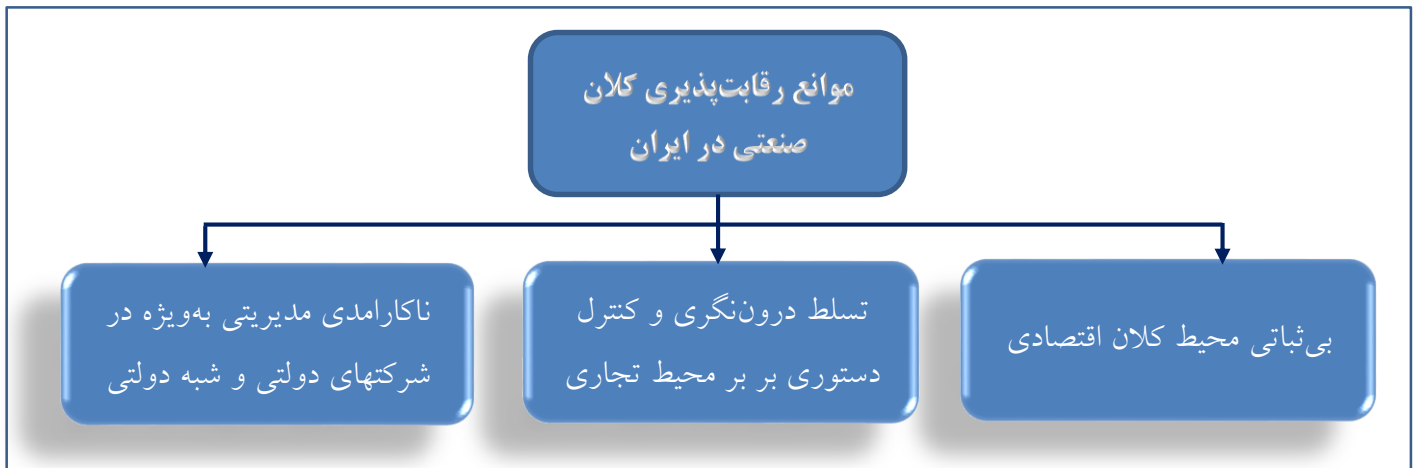 موانع رقابت‌پذیری کلان
صنعتی در ایران
بی‌ثباتی محیط کلان اقتصادی
تسلط درون‌نگری و کنترل
دستوری بر بر محیط تجاری
ناکارامدی مدیریتی به‌ویژه در
شرکتهای دولتی و شبه دولتی